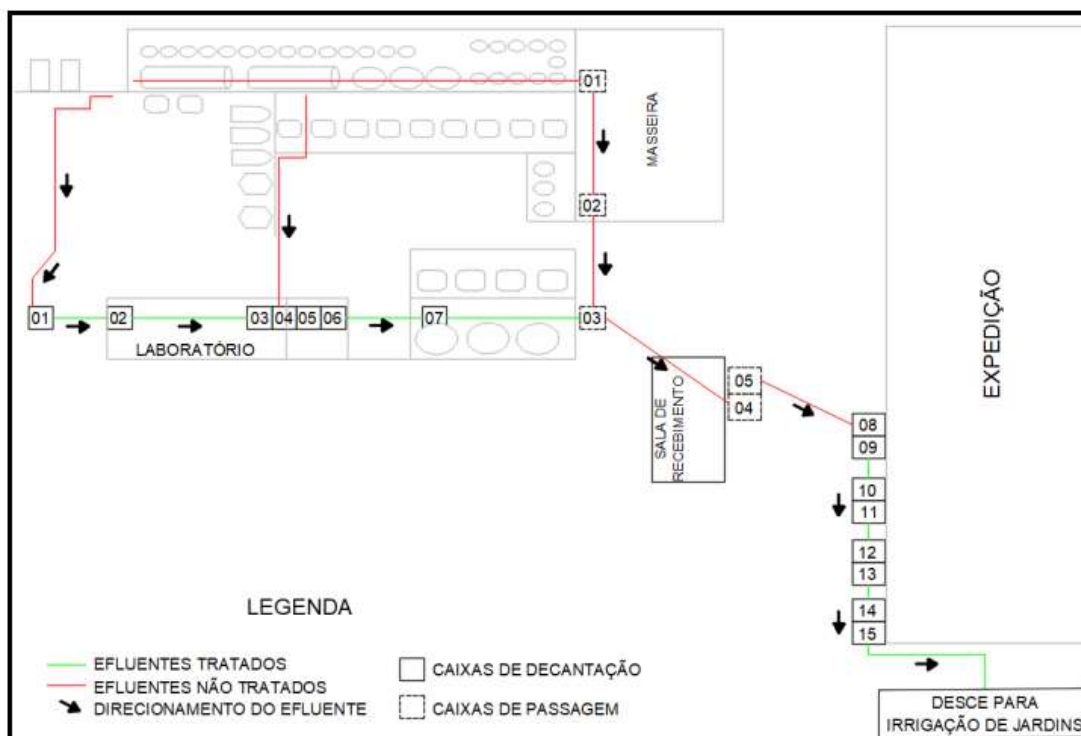 01
MASSEIRA
02
01
02
03
04
05
06
07
03
LABORATÓRIO
SALA DE
RECEBIMENTO
05
04
EXPEDIÇÃO
08
09
10
11
12
13
14
15
LEGENDA
EFLUENTES TRATADOS
EFLUENTES NÃO TRATADOS
DIRECIONAMENTO DO EFLUENTE
CAIXAS DE DECANTAÇÃO
CAIXAS DE PASSAGEM
DESCE PARA
IRRIGAÇÃO DE JARDINS